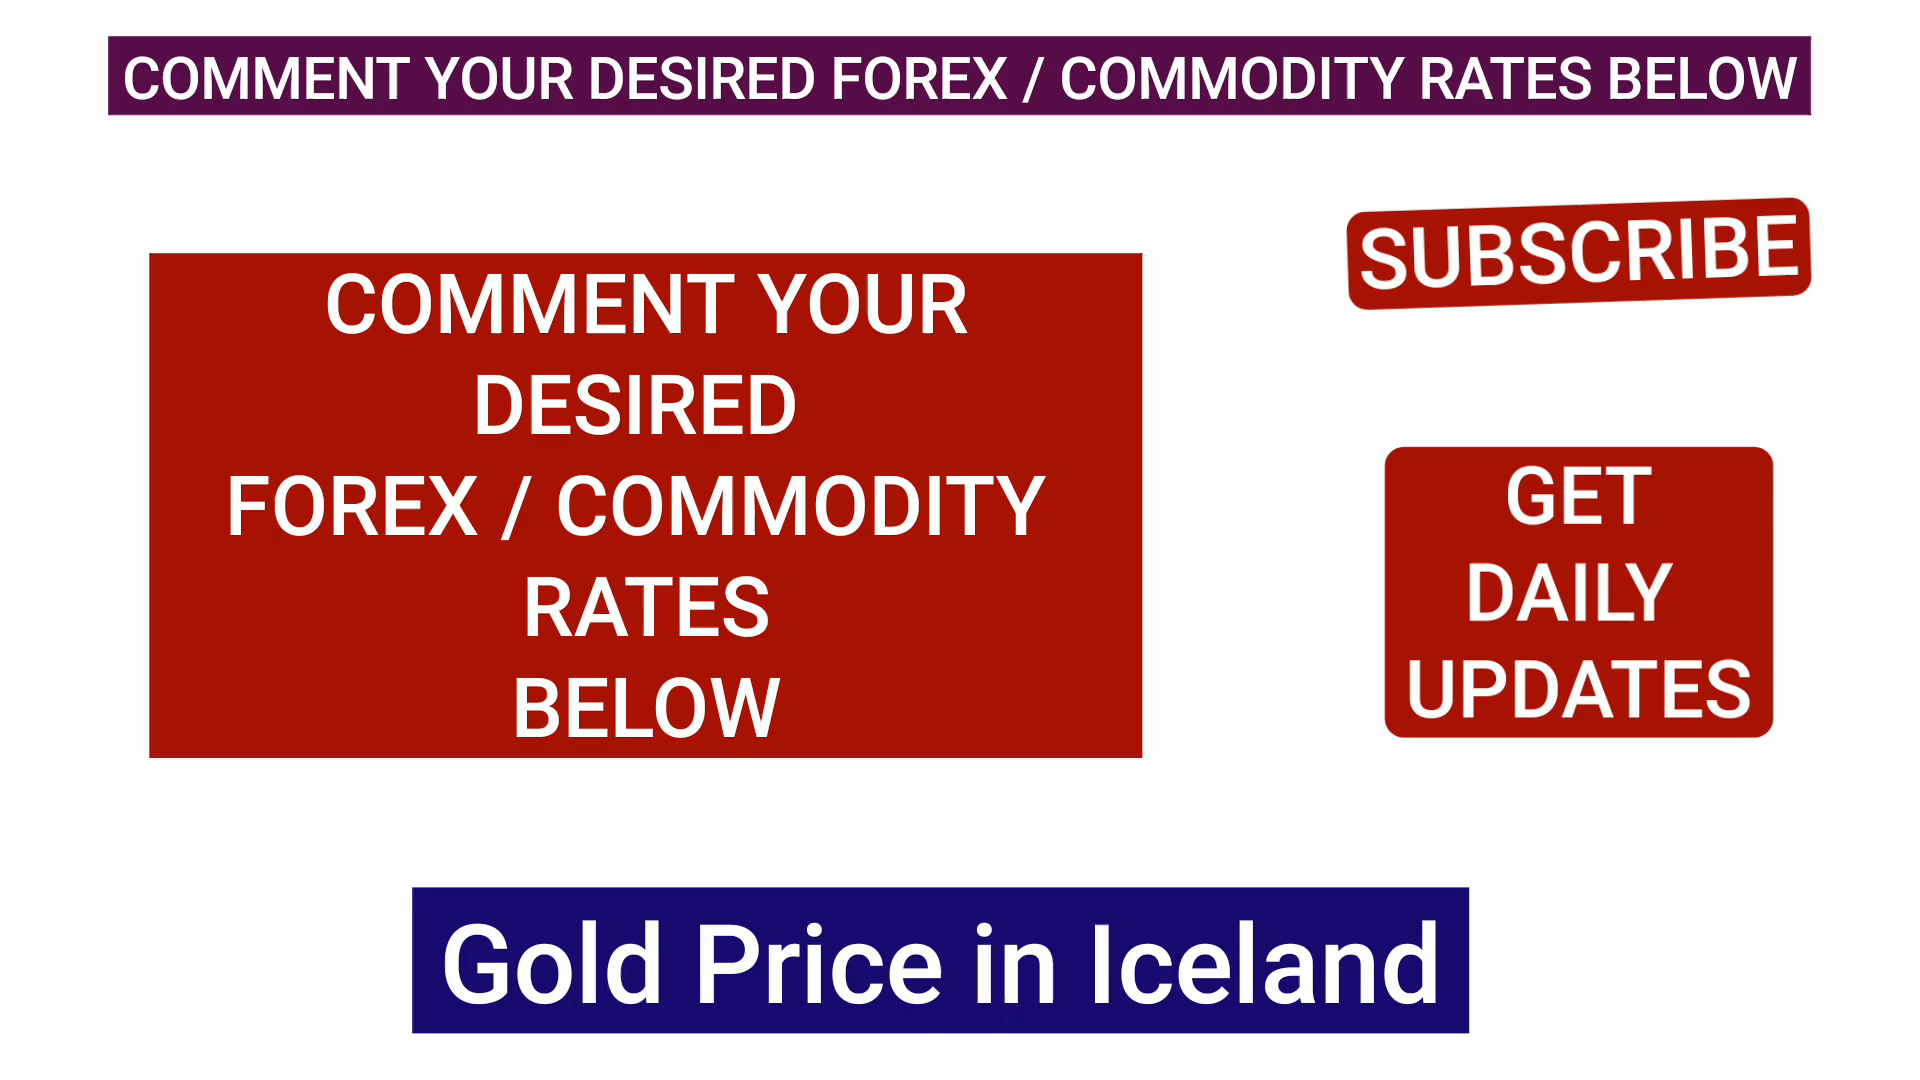 COMMENT YOUR DESIRED FOREX / COMMODITY RATES BELOW
SUBSCRIBE
COMMENT YOUR
DESIRED
FOREX / COMMODITY
RATES
BELOW
GET
DAILY
UPDATES
Gold Price in Iceland